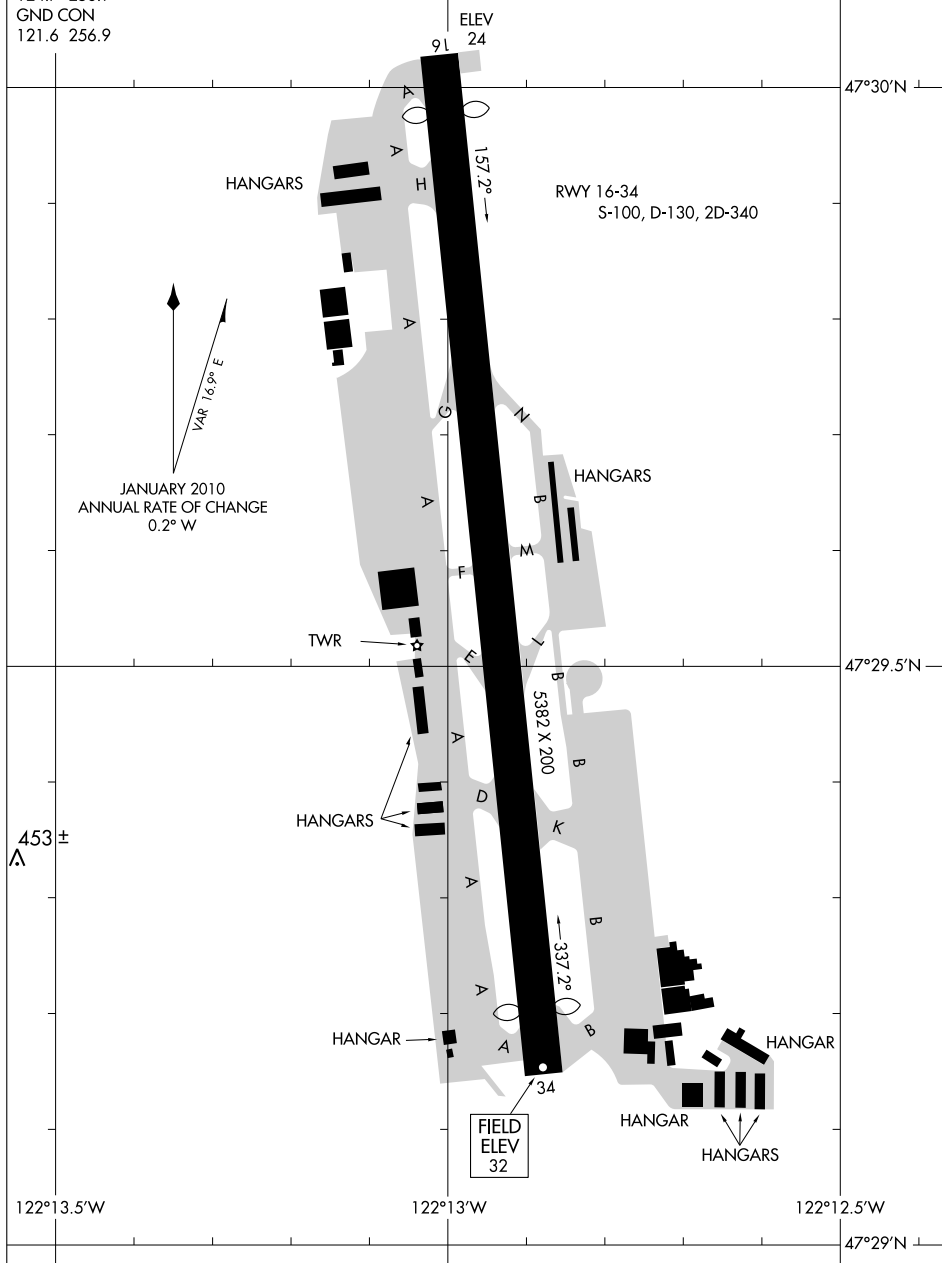 GND CON
121.6 256.9
ELEV
24
16
47°30'N
A
A
H
HANGARS
157.2°
RWY 16-34
S-100, D-130, 2D-340
A
VAR 16.9° E
G
N
JANUARY 2010
ANNUAL RATE OF CHANGE
0.2° W
HANGARS
A
B
M
F
TWR
E
L
B
47°29.5'N
5382 X 200
A
B
D
K
HANGARS
453 ±
A
B
337.2°
A
HANGAR
A
B
HANGAR
34
FIELD
ELEV
32
HANGAR
HANGARS
122°13.5'W
122°13'W
122°12.5'W
47°29'N